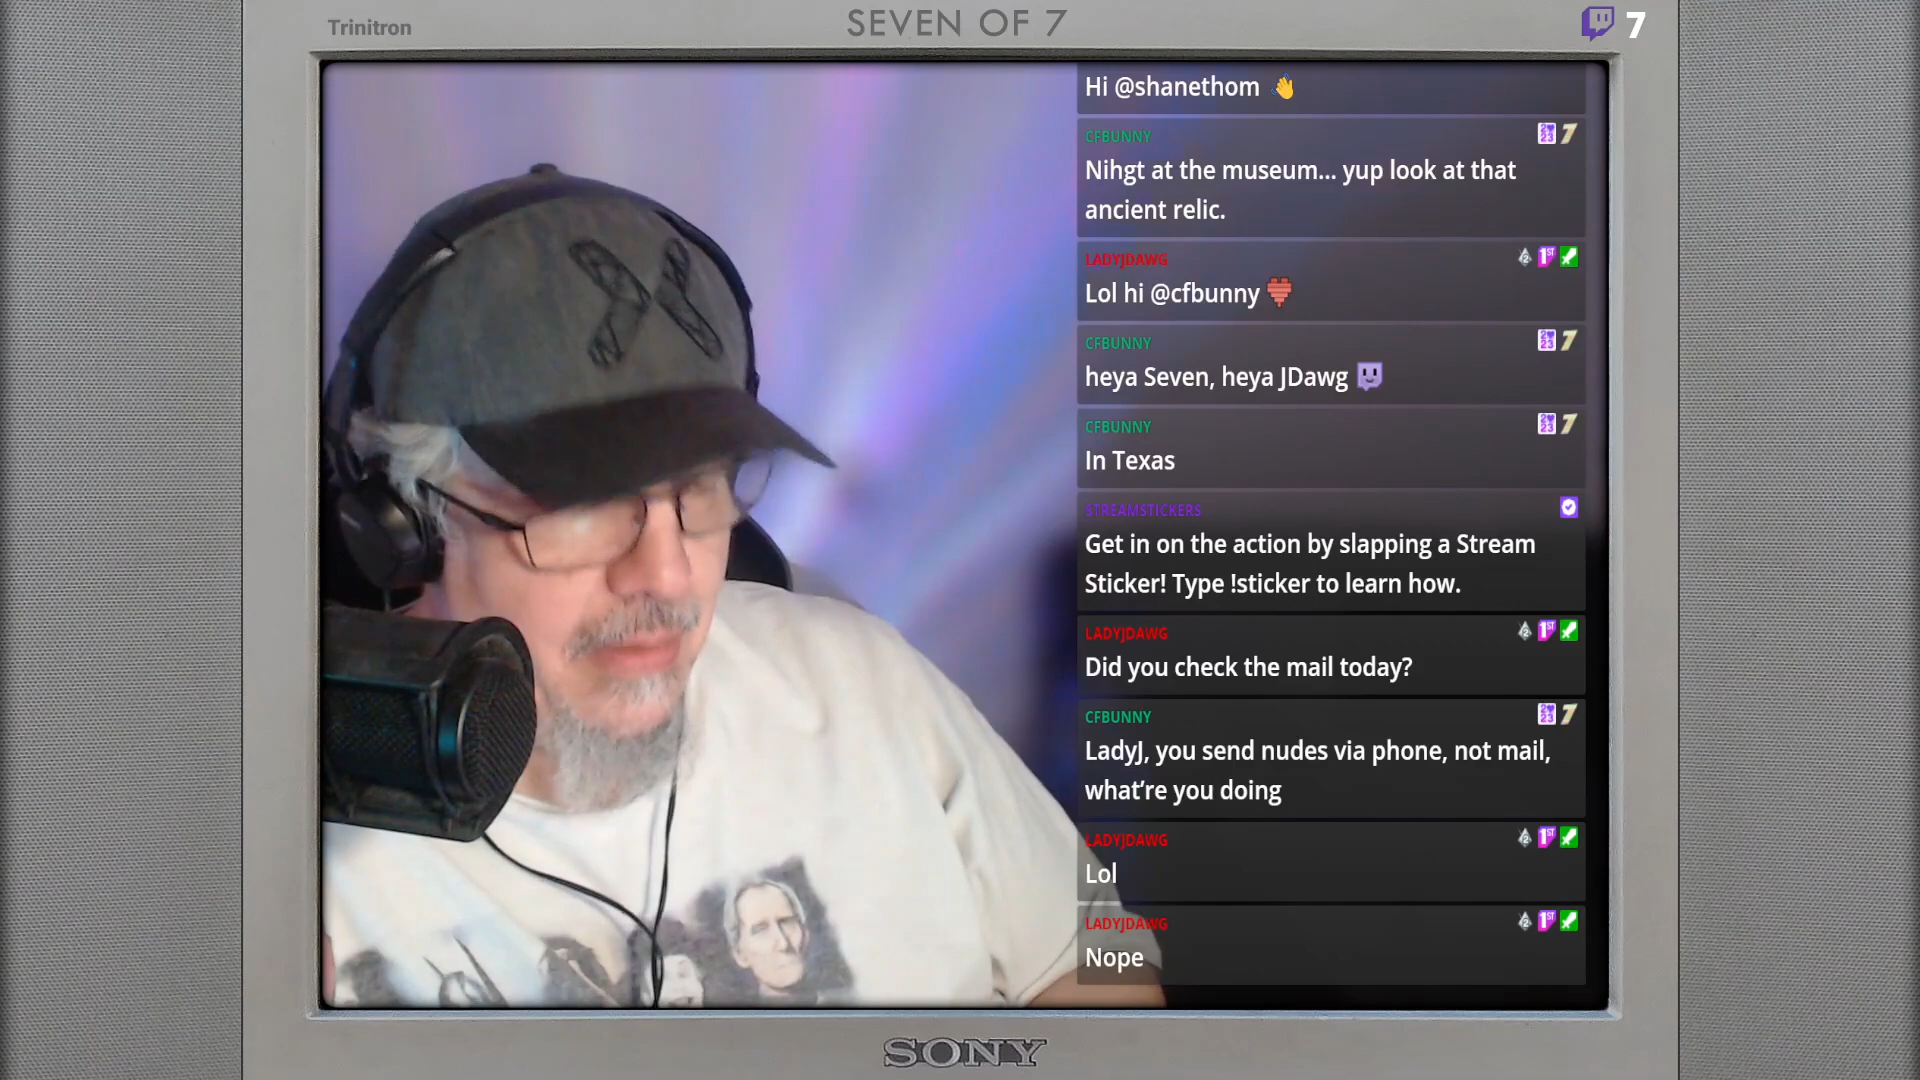 Trinitron
SEVEN OF 7
7
Hi @shanethom
CFBUNNY
Nihgt at the museum... yup look at that
ancient relic.
LADYJDAWG
Lol hi @cfbunny
CFBUNNY
heya Seven, heya JDawg
CFBUNNY
In Texas
STREAMSTICKERS
Get in on the action by slapping a Stream
Sticker! Type !sticker to learn how.
LADYJDAWG
Did you check the mail today?
CFBUNNY
LadyJ, you send nudes via phone, not mail,
what're you doing
LADYJDAWG
Lol
LADYJDAWG
Nope
SONY